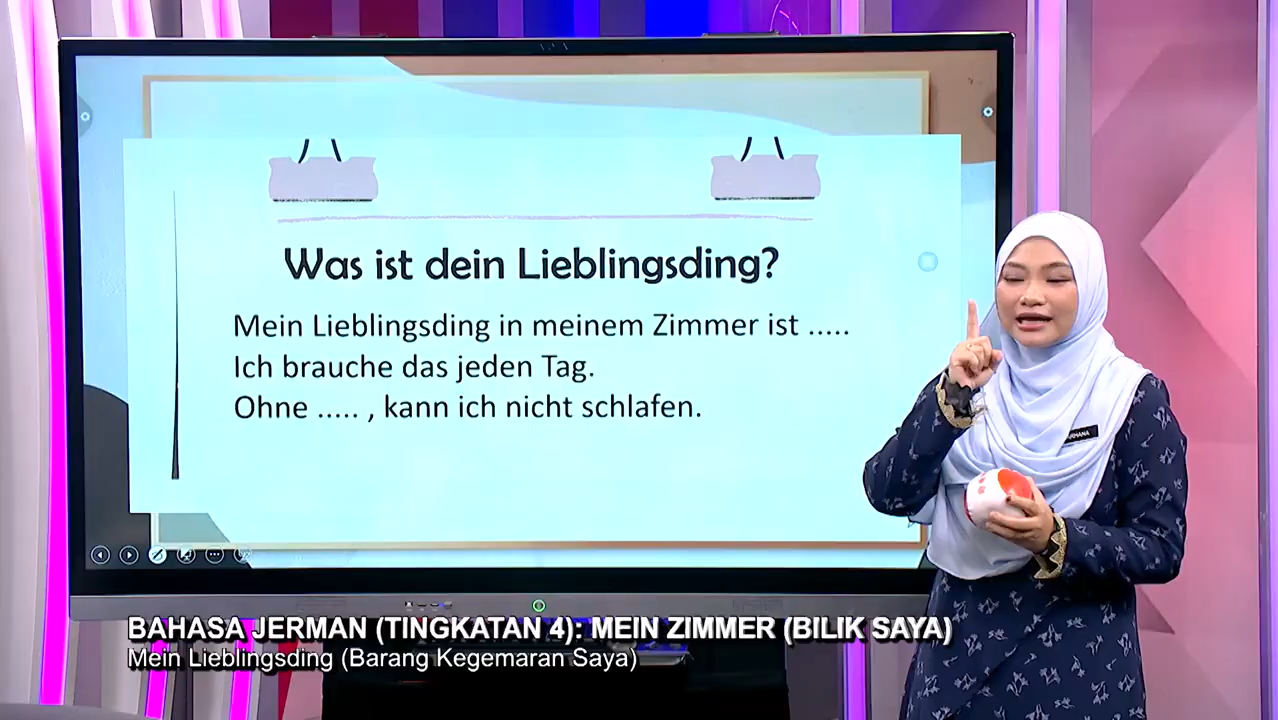 Was ist dein Lieblingsding?
Mein Lieblingsding in meinem Zimmer ist .....
Ich brauche das jeden Tag.
Ohne ..... , kann ich nicht schlafen.
BAHASA JERMAN (TINGKATAN 4): MEIN ZIMMER (BILIK SAYA)
Mein Lieblingsding (Barang Kegemaran Saya)